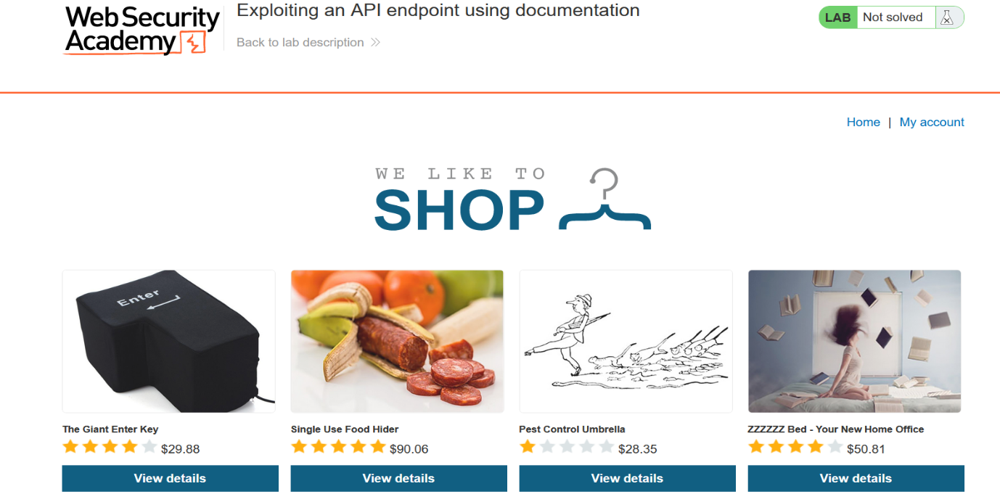 Web Security
Academy
Exploiting an API endpoint using documentation
Back to lab description
LAB Not solved
Home | My account
WE LIKE TO
SHOP
Enter
The Giant Enter Key
Single Use Food Hider
Pest Control Umbrella
ZZZZZZ Bed - Your New Home Office
$29.88
$90.06
$28.35
$50.81
View details
View details
View details
View details